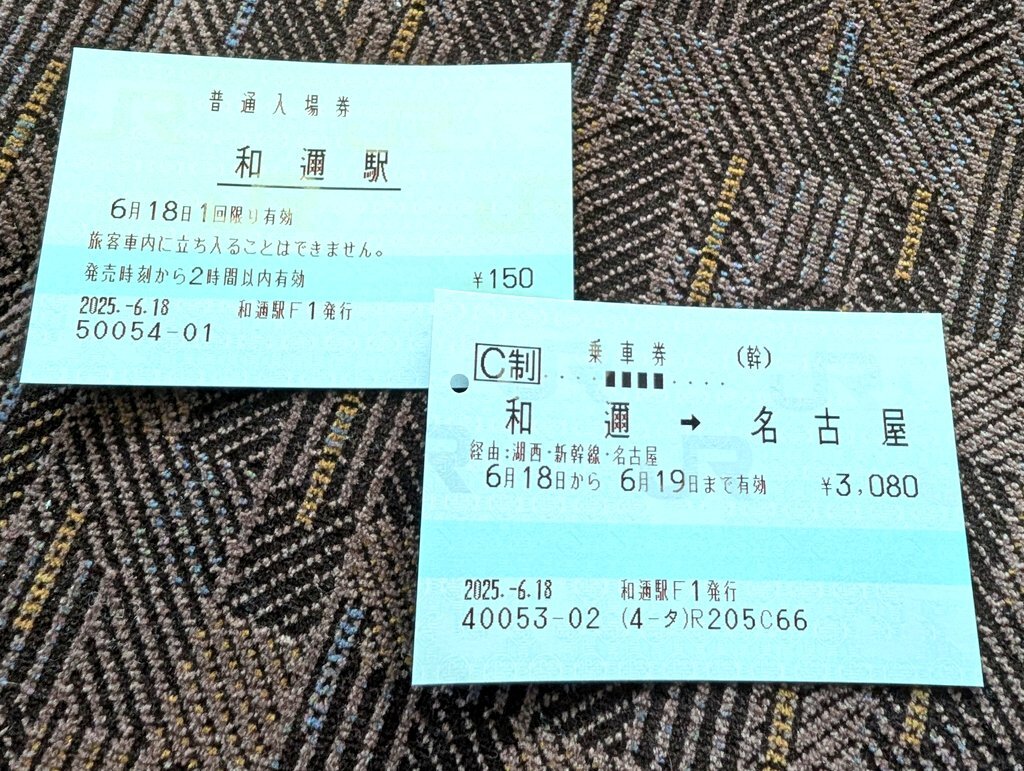 普通入場券
和邇駅
6月18日1回限り有効
旅客車内に立ち入ることはできません。
発売時刻から2時間以内有効
¥150
2025.-6.18 和邇駅F1発行
50054-01
C制 乗車券 (幹)
....■■■■....
和邇 → 名古屋
経由:湖西・新幹線・名古屋
6月18日から 6月19日まで有効 ¥3,080
2025.-6.18 和邇駅F1発行
40053-02 (4-タ)R205C66